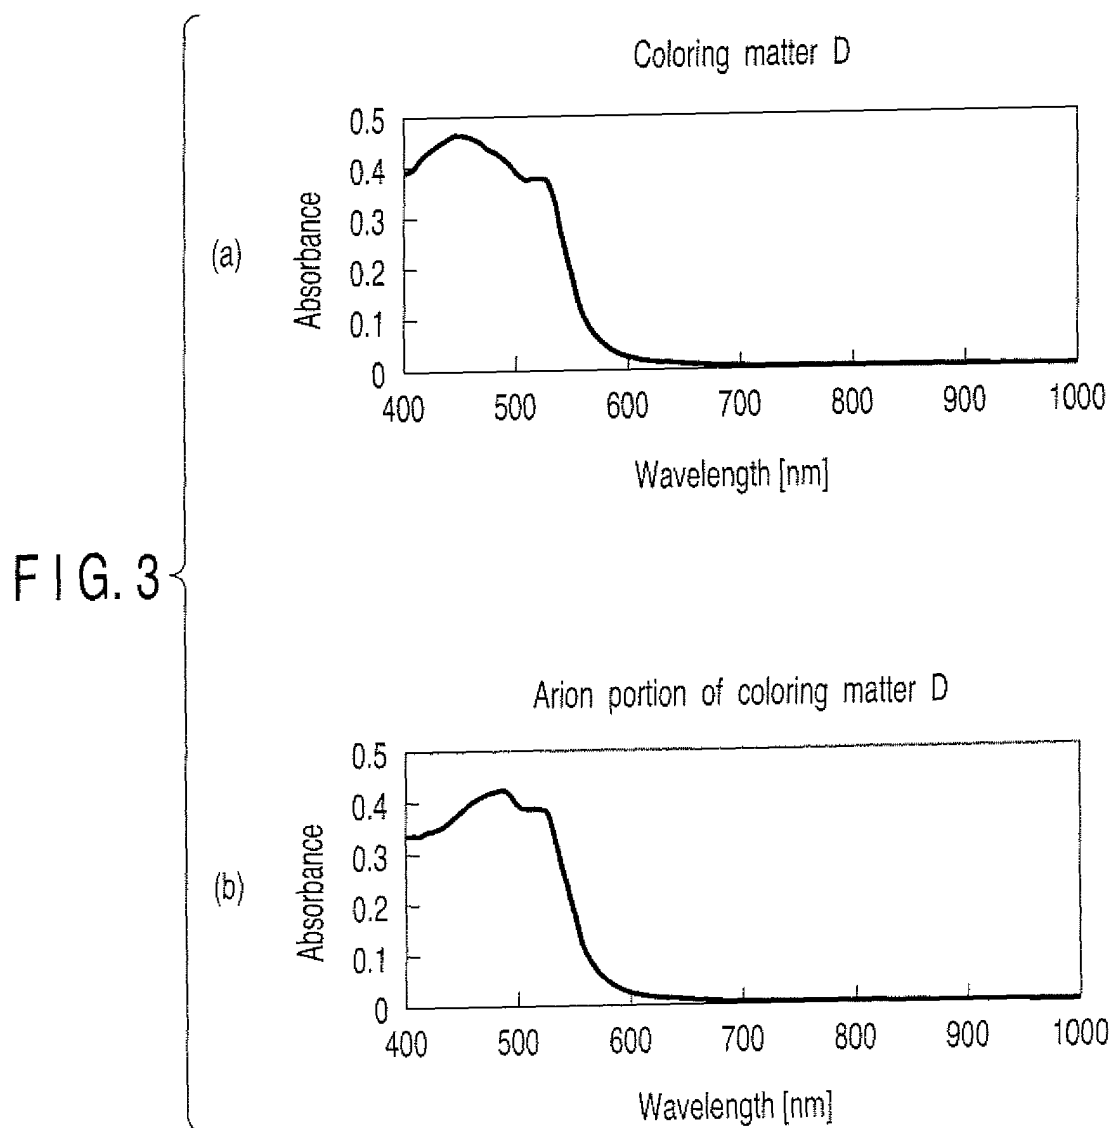 FIG. 3
(a)
Coloring matter D
Absorbance
0.5
0.4
0.3
0.2
0.1
0
400 500 600 700 800 900 1000
Wavelength [nm]
(b)
Arion portion of coloring matter D
Absorbance
0.5
0.4
0.3
0.2
0.1
0
400 500 600 700 800 900 1000
Wavelength [nm]